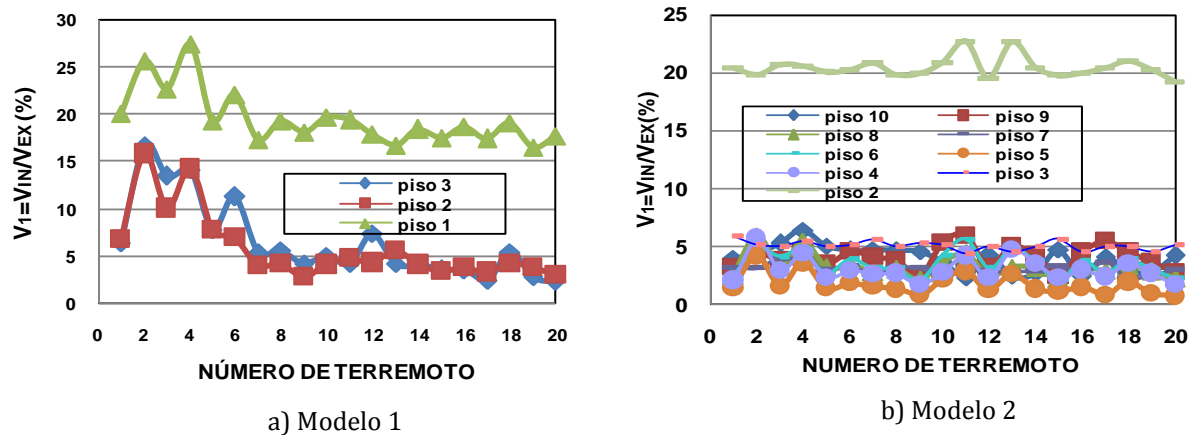 30
25
20
15
10
5
0
V1=VIN/VEX (%)
piso 3
piso 2
piso 1
0 2 4 6 8 10 12 14 16 18 20
NÚMERO DE TERREMOTO
a) Modelo 1
25
20
15
10
5
0
V1=VIN/VEX(%)
piso 10 piso 9
piso 8 piso 7
piso 6 piso 5
piso 4 piso 3
piso 2
0 2 4 6 8 10 12 14 16 18 20
NUMERO DE TERREMOTO
b) Modelo 2